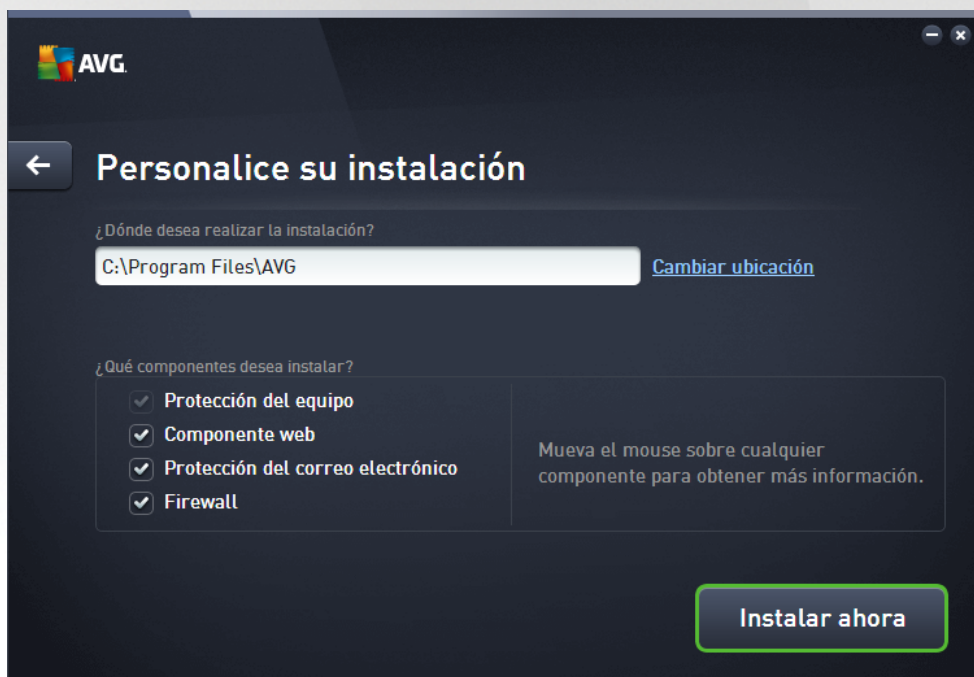 AVG.
Personalice su instalación
¿Dónde desea realizar la instalación?
C:\Program Files\AVG
Cambiar ubicación
¿Qué componentes desea instalar?
Protección del equipo
Componente web
Protección del correo electrónico
Firewall
Mueva el mouse sobre cualquier
componente para obtener más información.
Instalar ahora